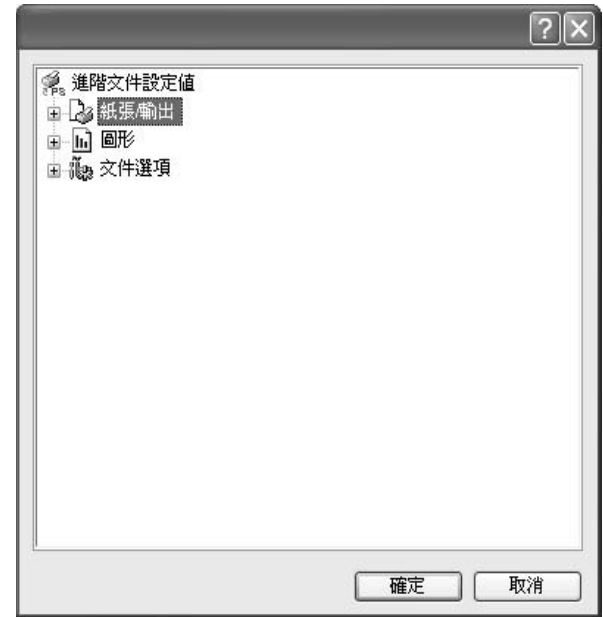 進階文件設定值
紙張/輸出
圖形
文件選項
確定
取消